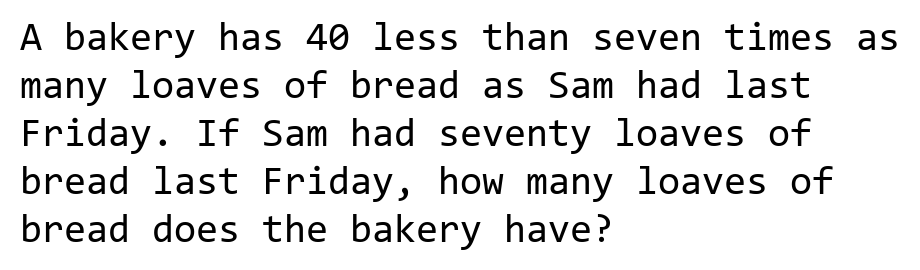 A bakery has 40 less than seven times as
many loaves of bread as Sam had last
Friday. If Sam had seventy loaves of
bread last Friday, how many loaves of
bread does the bakery have?